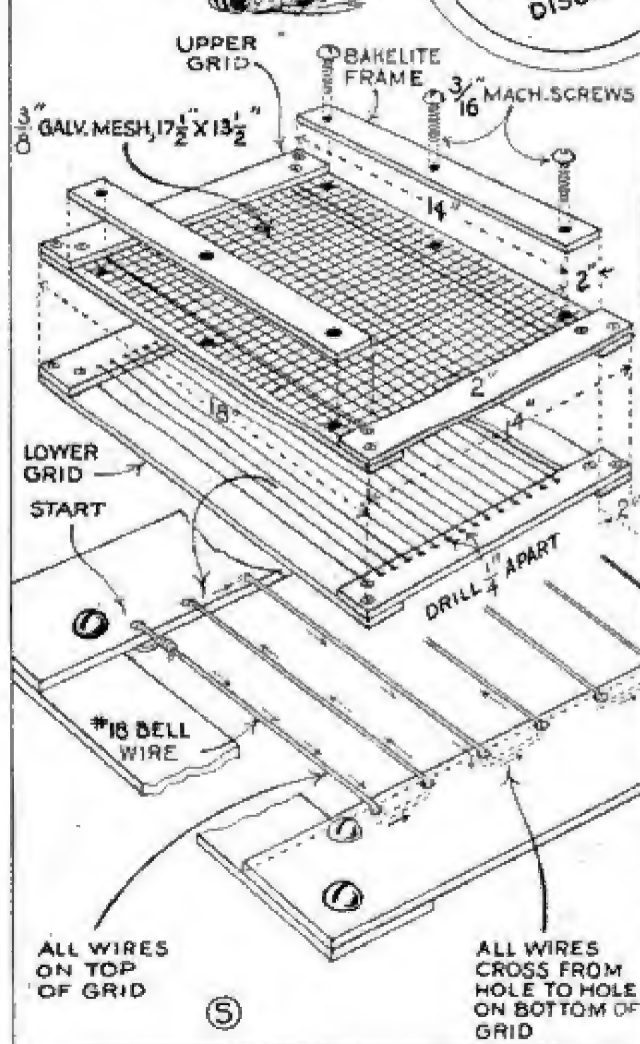 DISC
UPPER
GRID
BAKELITE
FRAME
3/16" MACH. SCREWS
3/8" GALV. MESH, 17 1/2" X 13 1/2"
14"
2"
2"
18"
14"
LOWER
GRID
START
2
DRILL 1/4" APART
#18 BELL
WIRE
ALL WIRES
ON TOP
OF GRID
5
ALL WIRES
CROSS FROM
HOLE TO HOLE
ON BOTTOM OF
GRID